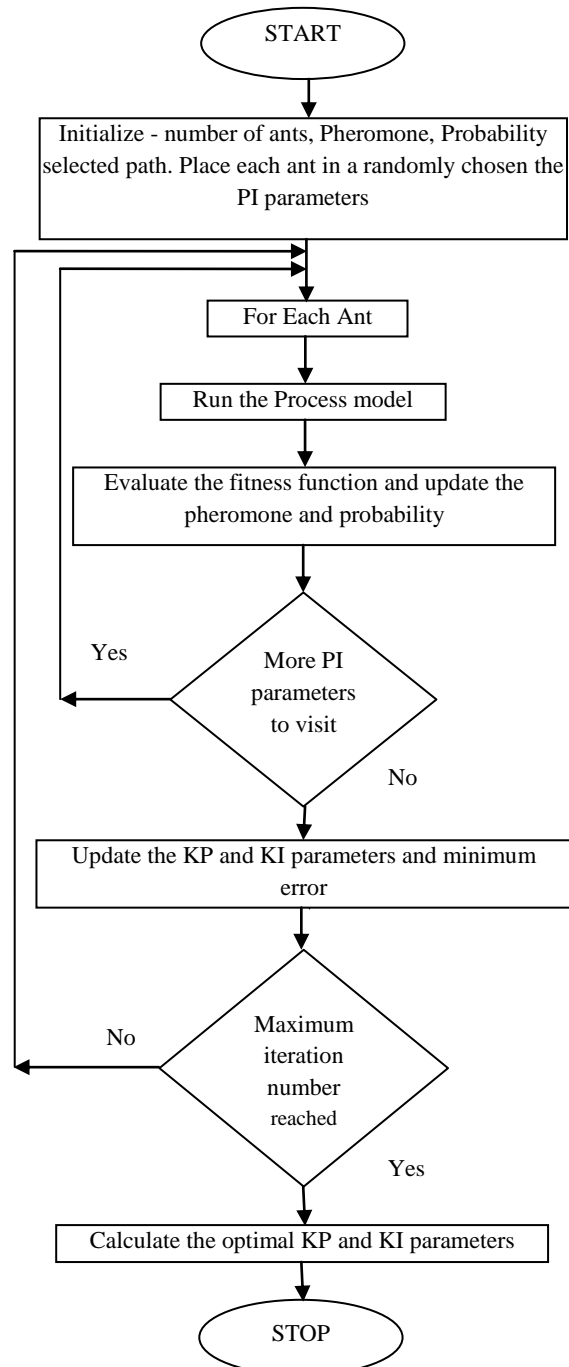 START
Initialize - number of ants, Pheromone, Probability
selected path. Place each ant in a randomly chosen the
PI parameters
For Each Ant
Run the Process model
Evaluate the fitness function and update the
pheromone and probability
Yes
More PI
parameters
to visit
No
Update the KP and KI parameters and minimum
error
No
Maximum
iteration
number
reached
Yes
Calculate the optimal KP and KI parameters
STOP